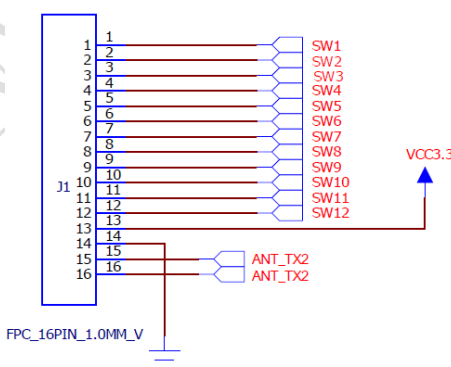 1 1 SW1
2 2 SW2
3 3 SW3
4 4 SW4
5 5 SW5
6 6 SW6
7 7 SW7
8 8 SW8
9 9 SW9
J1 10 10 SW10
11 11 SW11
12 12 SW12
13 13 VCC3.3
14 14
15 15 ANT_TX2
16 16 ANT_TX2
FPC_16PIN_1.0MM_V